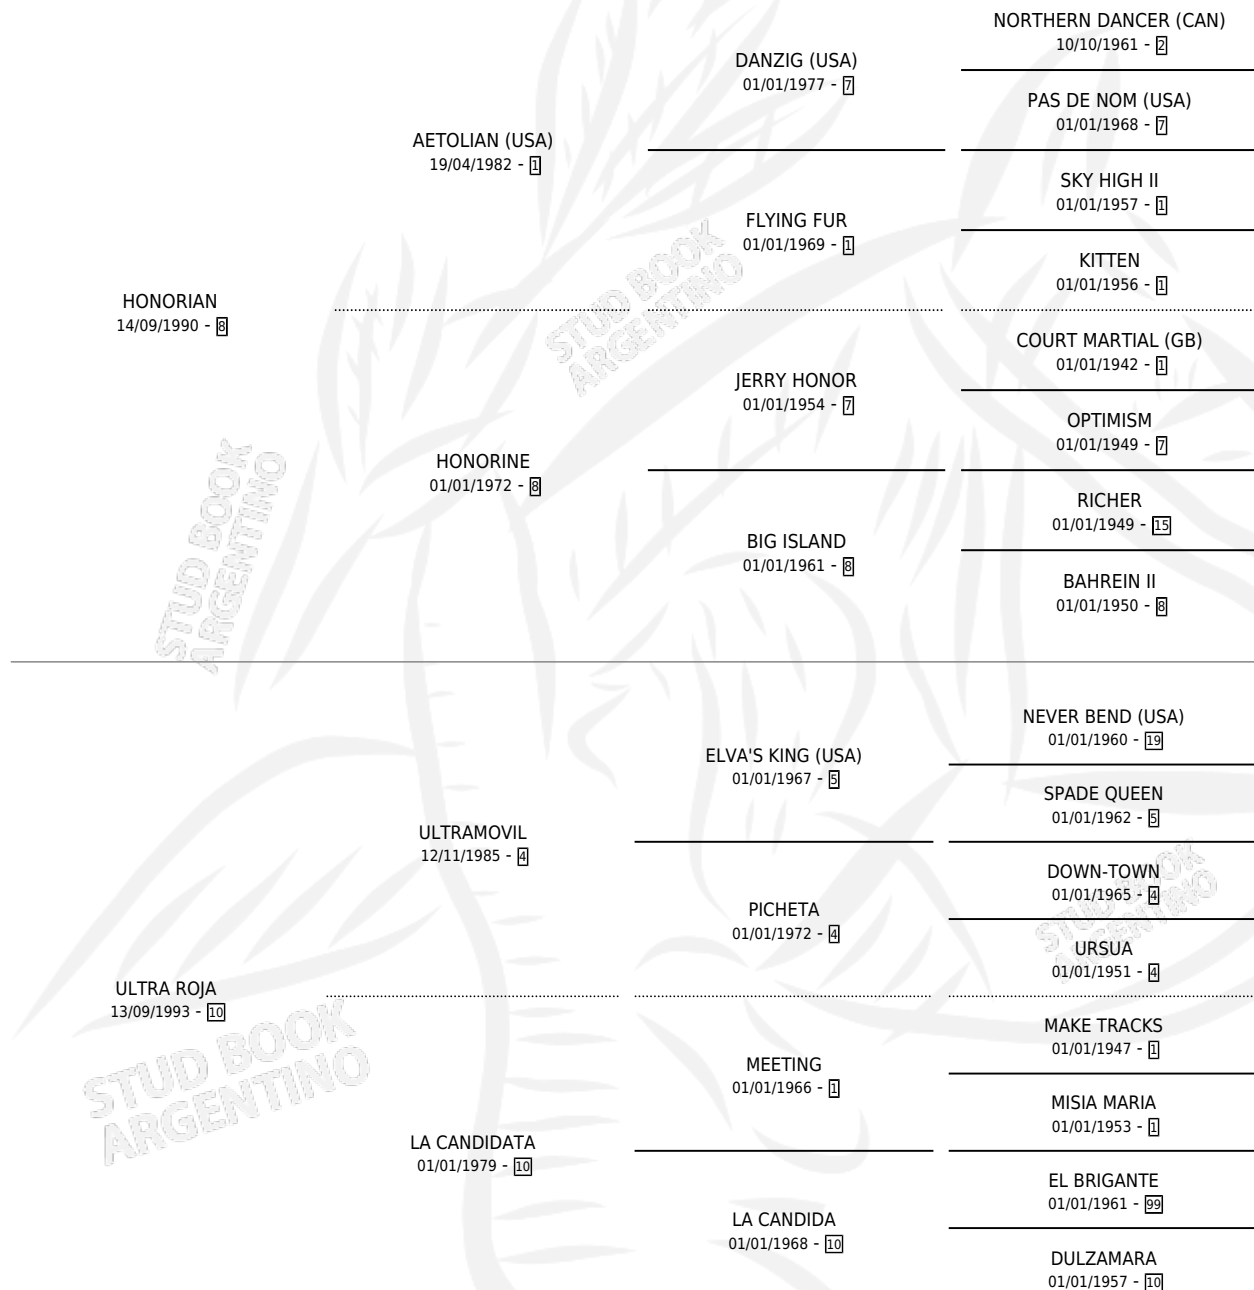 NORTHERN DANCER (CAN)
10/10/1961 - 2
DANZIG (USA)
01/01/1977 - 7
PAS DE NOM (USA)
01/01/1968 - 7
AETOLIAN (USA)
19/04/1982 - 1
SKY HIGH II
01/01/1957 - 1
FLYING FUR
01/01/1969 - 1
KITTEN
01/01/1956 - 1
HONORIAN
14/09/1990 - 8
COURT MARTIAL (GB)
01/01/1942 - 1
JERRY HONOR
01/01/1954 - 7
OPTIMISM
01/01/1949 - 7
HONORINE
01/01/1972 - 8
RICHER
01/01/1949 - 15
BIG ISLAND
01/01/1961 - 8
BAHREIN II
01/01/1950 - 8
STUD BOOK
ARGENTINO
STUD BOOK
ARGENTINO
NEVER BEND (USA)
01/01/1960 - 19
ELVA'S KING (USA)
01/01/1967 - 5
SPADE QUEEN
01/01/1962 - 5
ULTRAMOVIL
12/11/1985 - 4
DOWN-TOWN
01/01/1965 - 4
PICHETA
01/01/1972 - 4
URSUA
01/01/1951 - 4
STUD BOOK
ARGENTINO
ULTRA ROJA
13/09/1993 - 10
MAKE TRACKS
01/01/1947 - 1
MEETING
01/01/1966 - 1
MISIA MARIA
01/01/1953 - 1
LA CANDIDATA
01/01/1979 - 10
EL BRIGANTE
01/01/1961 - 99
LA CANDIDA
01/01/1968 - 10
DULZAMARA
01/01/1957 - 10
STUD BOOK
ARGENTINO